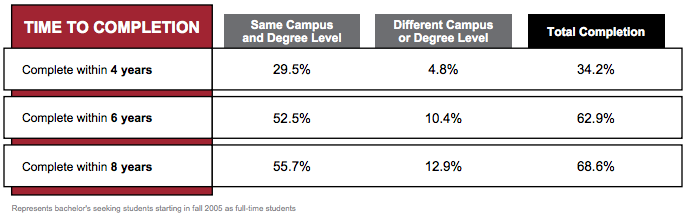 TIME TO COMPLETION
Same Campus
and Degree Level
Different Campus
or Degree Level
Total Completion
Complete within 4 years 29.5% 4.8% 34.2%
Complete within 6 years 52.5% 10.4% 62.9%
Complete within 8 years 55.7% 12.9% 68.6%
Represents bachelor's seeking students starting in fall 2005 as full-time students